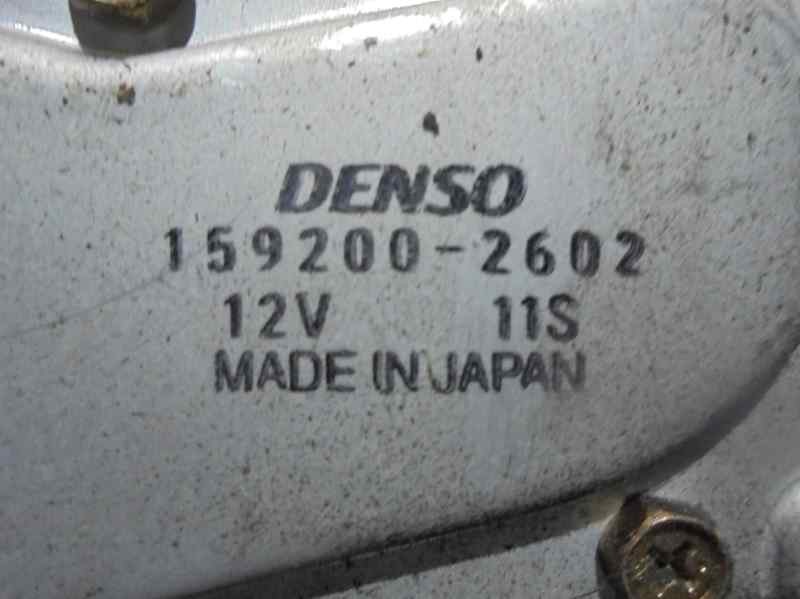 DENSO
159200-2602
12V 11S
MADE IN JAPAN